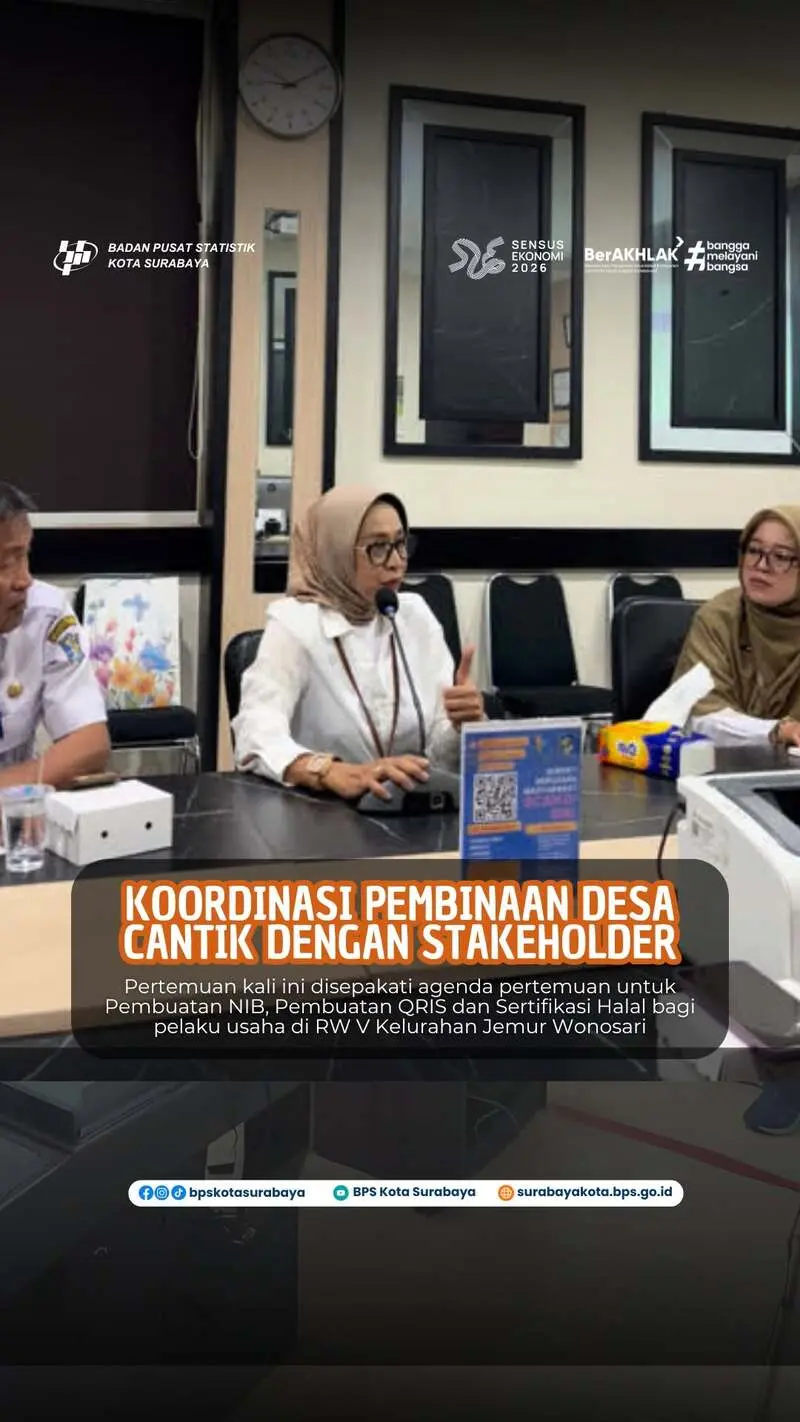 BADAN PUSAT STATISTIK
KOTA SURABAYA
SENSUS
EKONOMI
2026
BerAKHLAK
#bangga
melayani
bangsa
KOORDINASI PEMBINAAN DESA
CANTIK DENGAN STAKEHOLDER
Pertemuan kali ini disepakati agenda pertemuan untuk
Pembuatan NIB, Pembuatan QRIS dan Sertifikasi Halal bagi
pelaku usaha di RW V Kelurahan Jemur Wonosari
bpskotasurabaya
BPS Kota Surabaya
surabayakota.bps.go.id